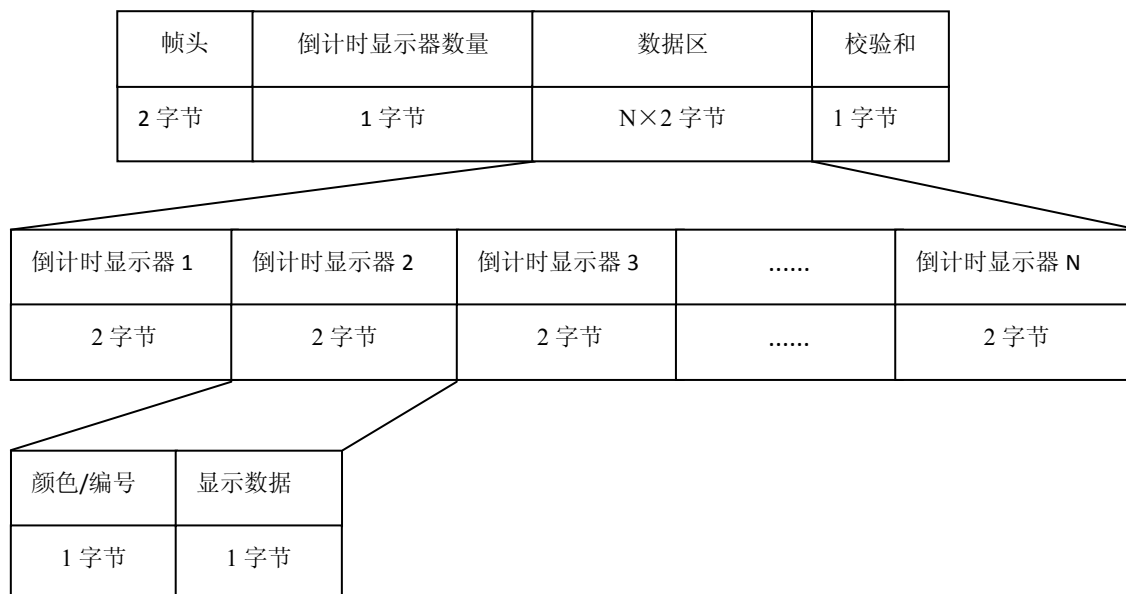 帧头 倒计时显示器数量 数据区 校验和
2 字节 1 字节 N×2 字节 1 字节
倒计时显示器 1 倒计时显示器 2 倒计时显示器 3 ...... 倒计时显示器 N
2 字节 2 字节 2 字节 ...... 2 字节
颜色/编号 显示数据
1 字节 1 字节